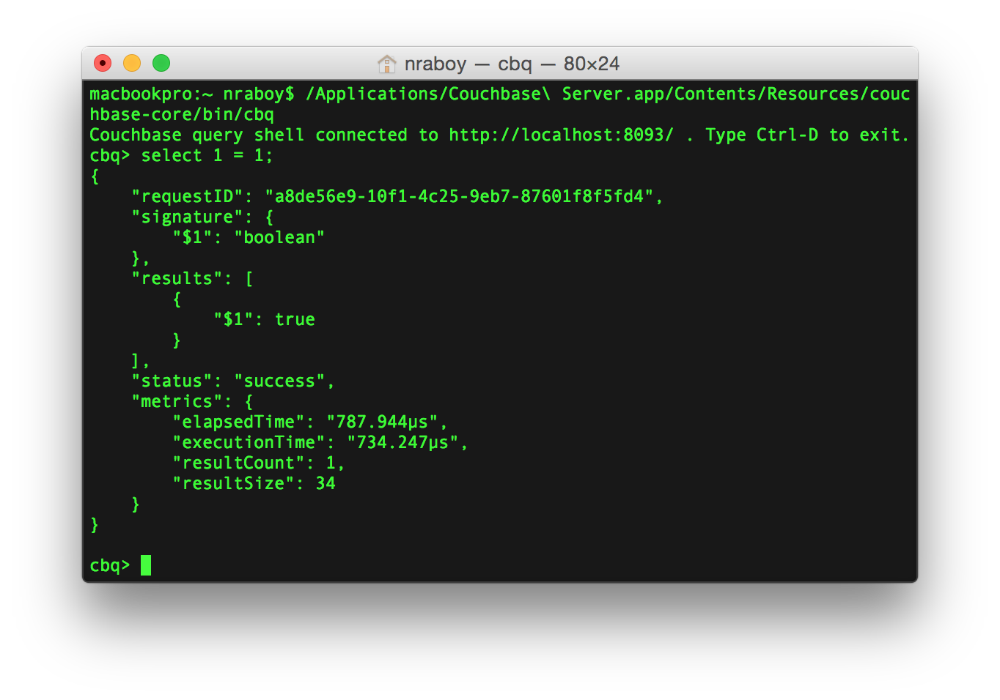 nraboy — cbq — 80×24
macbookpro:~ nraboy$ /Applications/Couchbase\ Server.app/Contents/Resources/couc
hbase-core/bin/cbq
Couchbase query shell connected to http://localhost:8093/ . Type Ctrl-D to exit.
cbq> select 1 = 1;
{
    "requestID": "a8de56e9-10f1-4c25-9eb7-87601f8f5fd4",
    "signature": {
        "$1": "boolean"
    },
    "results": [
        {
            "$1": true
        }
    ],
    "status": "success",
    "metrics": {
        "elapsedTime": "787.944µs",
        "executionTime": "734.247µs",
        "resultCount": 1,
        "resultSize": 34
    }
}
cbq>